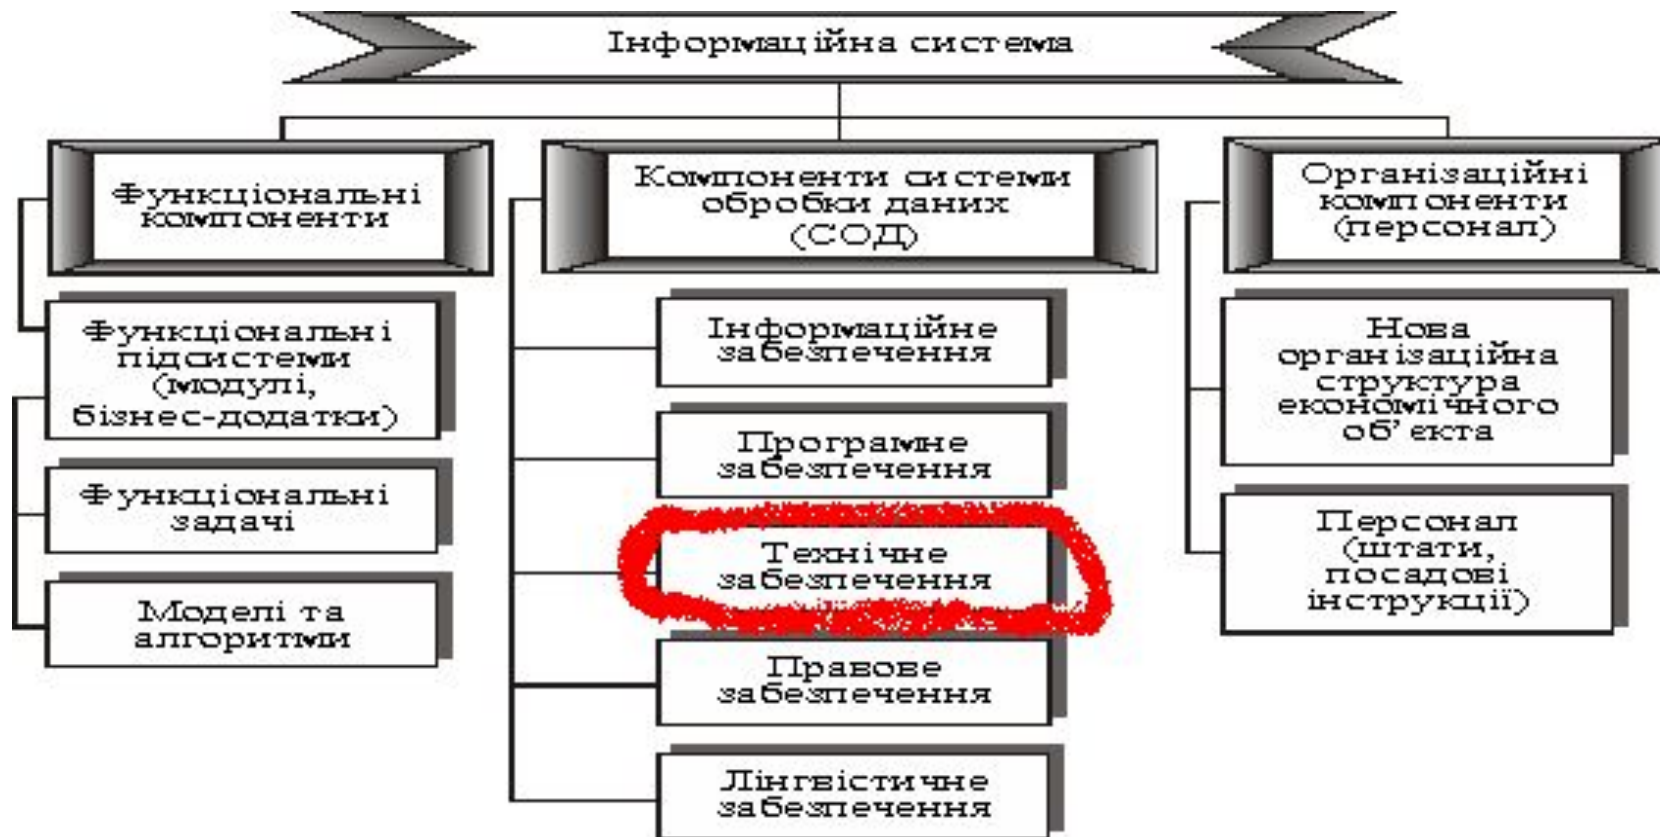 Інформаційна система
Функціональні
компоненти
Функціональні
підсистеми
(модулі,
бізнес-додатки)
Функціональні
задачі
Моделі та
алгоритми
Компоненти системи
обробки даних
(СОД)
Інформаційне
забезпечення
Програмне
забезпечення
Технічне
забезпечення
Правове
забезпечення
Лінгвістичне
забезпечення
Організаційні
компоненти
(персонал)
Нова
організаційна
структура
економічного
об’єкта
Персонал
(штати,
посадові
інструкції)